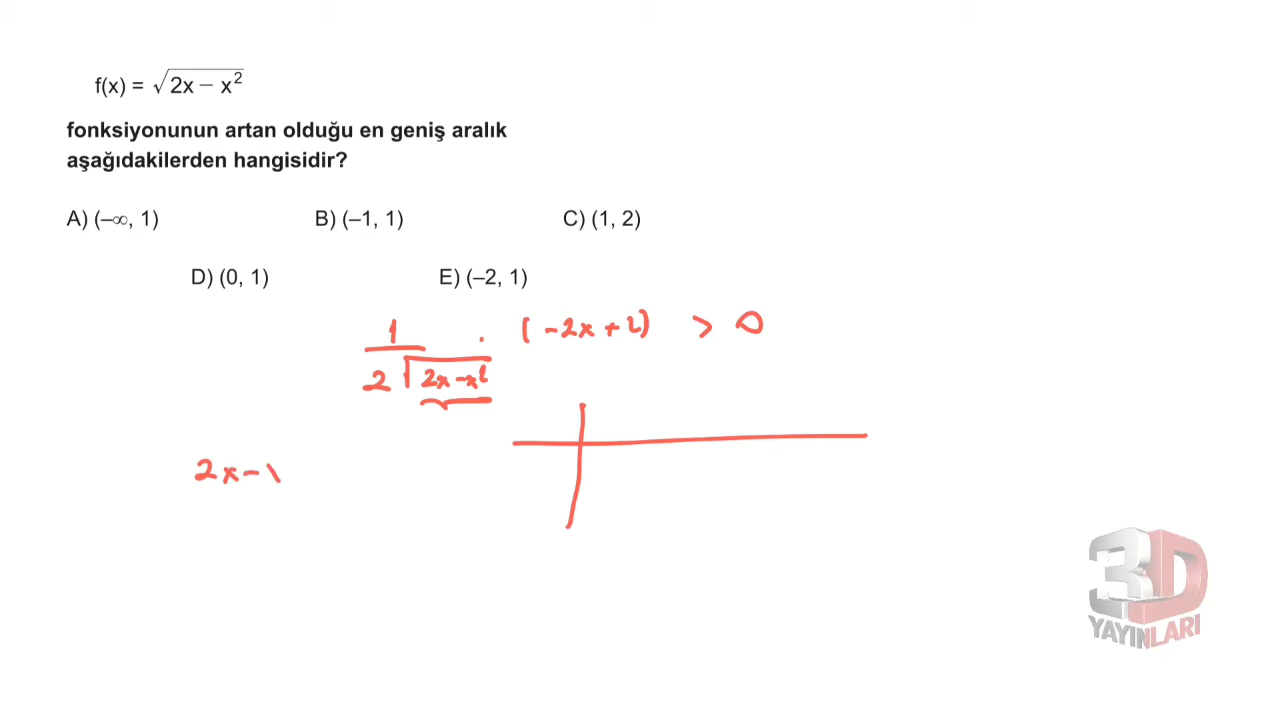 f(x) = √2x − x²
fonksiyonunun artan olduğu en geniş aralık
aşağıdakilerden hangisidir?
A) (–∞, 1) B) (–1, 1) C) (1, 2)
D) (0, 1) E) (–2, 1)
1 / 2√2x−x² · (−2x+2) > 0
2x−
3D
YAYINLARI